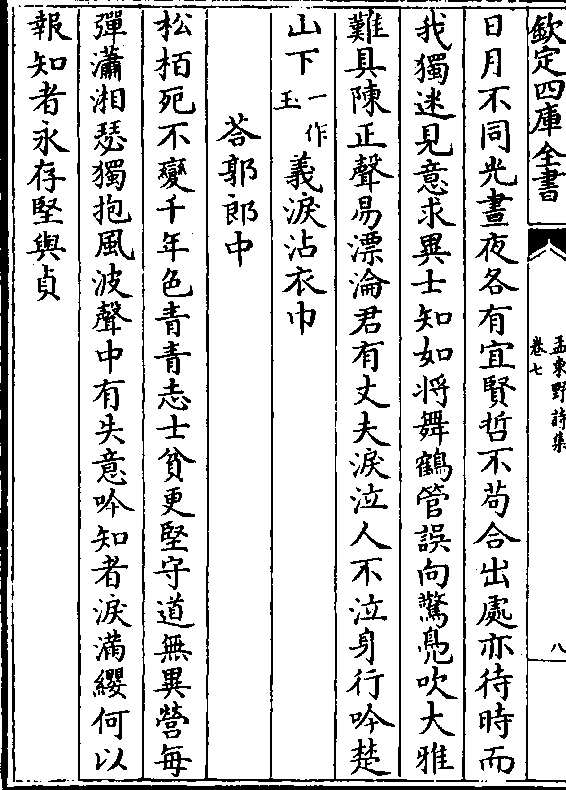 欽定四庫全書
孟東野詩集
卷七
八
日月不同光晝夜各有宜賢哲不苟合出處亦待時而
我獨迷見意求異士知如將舞鶴管誤向驚鳧吹大雅
難具陳正聲易漂淪君有丈夫淚泣人不泣身行吟楚
山下一作玉義淚沾衣巾
荅郭郎中
松栢死不變千年色青青志士貧更堅守道無異營每
彈瀟湘瑟獨抱風波聲中有失意吟知者淚滿纓何以
報知者永存堅與貞